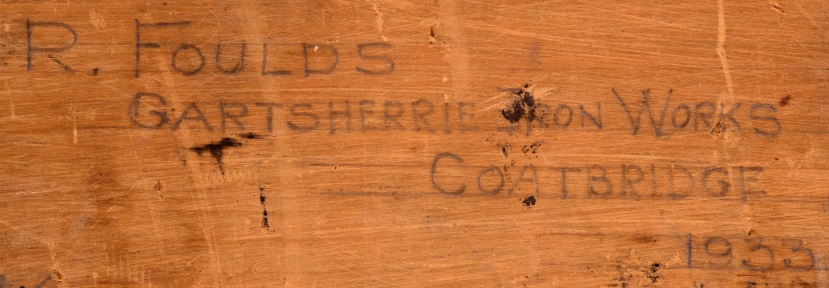 R. FOULDS
GARTSHERRIE IRON WORKS
COATBRIDGE
1933